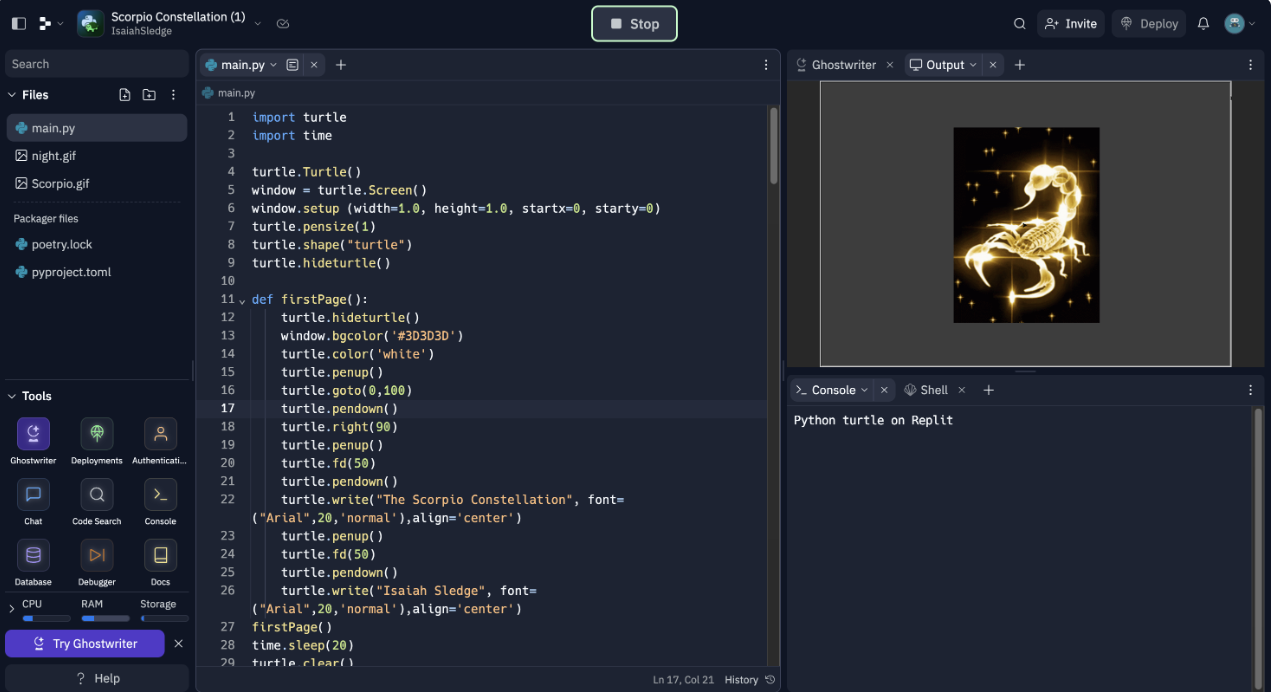 Scorpio Constellation (1)
IsaiahSledge
Stop
Invite
Deploy
Search
Files
main.py
night.gif
Scorpio.gif
Packager files
poetry.lock
pyproject.toml
Tools
Ghostwriter
Deployments
Authenticati...
Chat
Code Search
Console
Database
Debugger
Docs
CPU
RAM
Storage
Try Ghostwriter
? Help
main.py
main.py
1 import turtle
2 import time
3
4 turtle.Turtle()
5 window = turtle.Screen()
6 window.setup (width=1.0, height=1.0, startx=0, starty=0)
7 turtle.pensize(1)
8 turtle.shape("turtle")
9 turtle.hideturtle()
10
11 def firstPage():
12 turtle.hideturtle()
13 window.bgcolor('#3D3D3D')
14 turtle.color('white')
15 turtle.penup()
16 turtle.goto(0,100)
17 turtle.pendown()
18 turtle.right(90)
19 turtle.penup()
20 turtle.fd(50)
21 turtle.pendown()
22 turtle.write("The Scorpio Constellation", font=
("Arial",20,'normal'),align='center')
23 turtle.penup()
24 turtle.fd(50)
25 turtle.pendown()
26 turtle.write("Isaiah Sledge", font=
("Arial",20,'normal'),align='center')
27 firstPage()
28 time.sleep(20)
29 turtle.clear()
Ln 17, Col 21 History
Ghostwriter
Output
Console
Shell
Python turtle on Replit